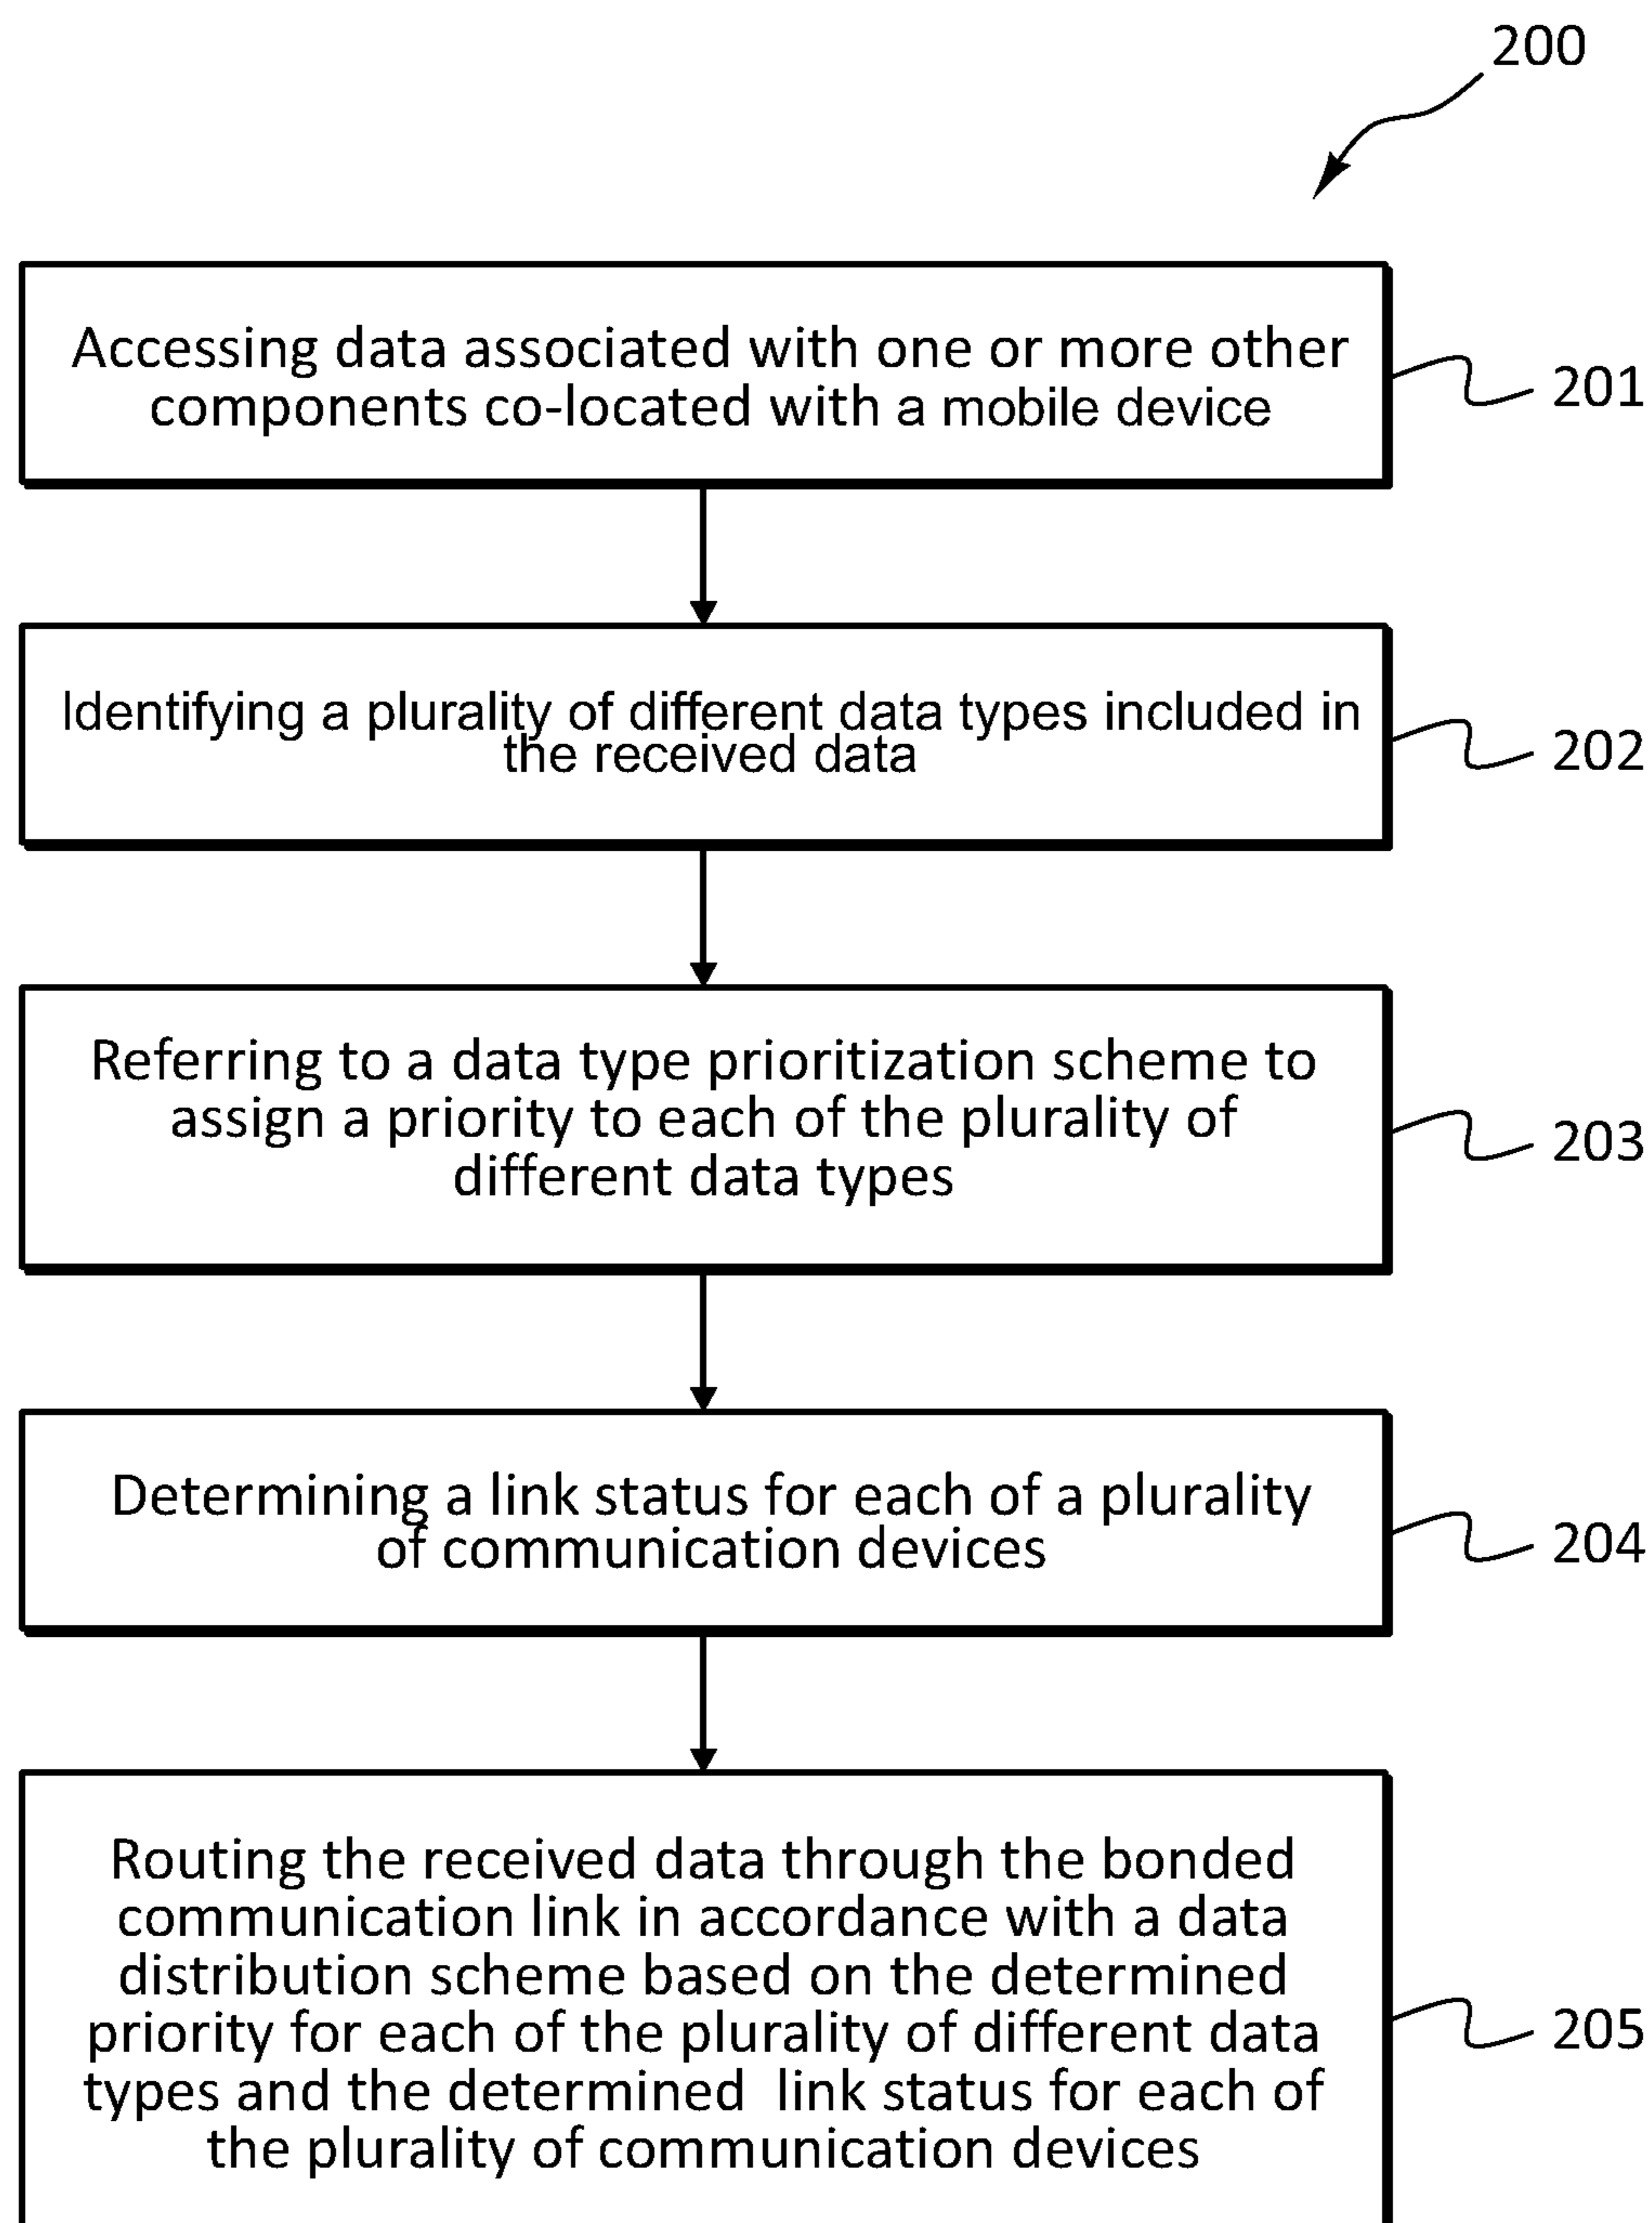 200
Accessing data associated with one or more other
components co-located with a mobile device
201
Identifying a plurality of different data types included in
the received data
202
Referring to a data type prioritization scheme to
assign a priority to each of the plurality of
different data types
203
Determining a link status for each of a plurality
of communication devices
204
Routing the received data through the bonded
communication link in accordance with a data
distribution scheme based on the determined
priority for each of the plurality of different data
types and the determined link status for each of
the plurality of communication devices
205